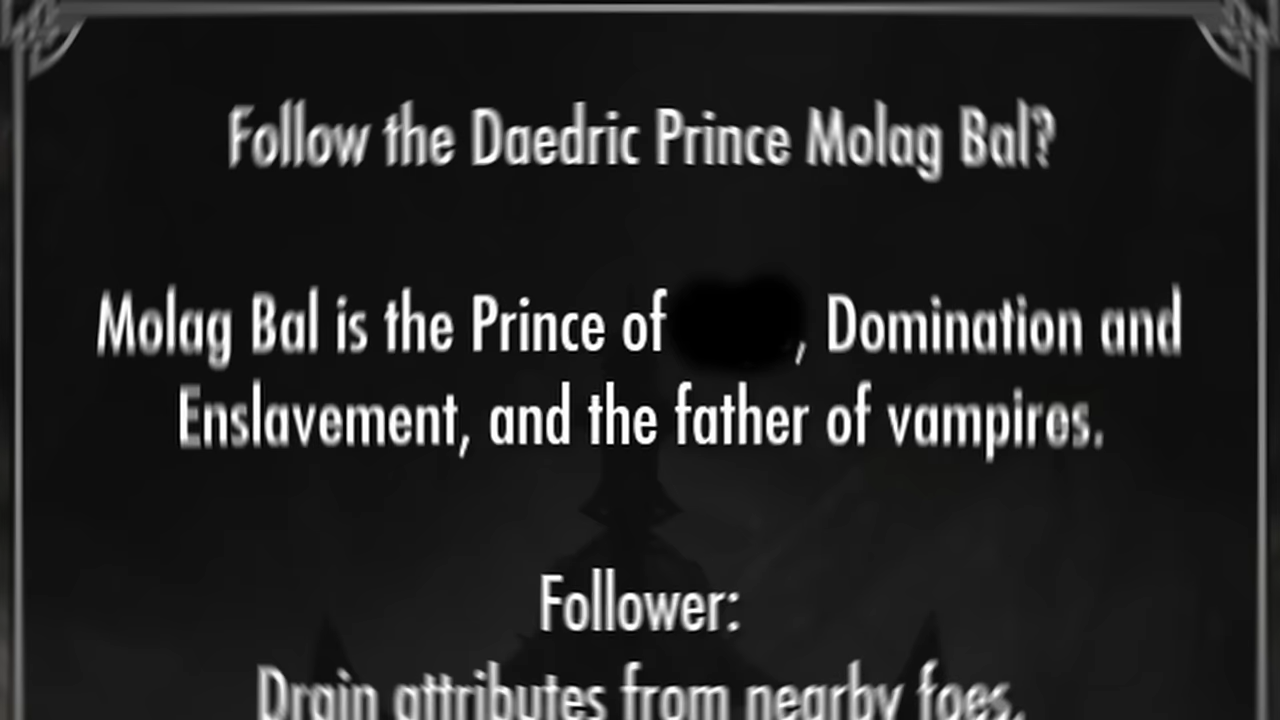 Follow the Daedric Prince Molag Bal?
Molag Bal is the Prince of , Domination and
Enslavement, and the father of vampires.
Follower:
Drain attributes from nearby foes.